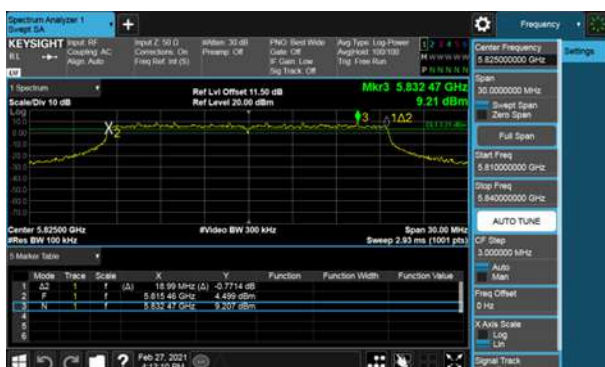 Spectrum Analyzer 1
Swept SA
Frequency
KEYSIGHT Input: RF
Coupling: AC
Align: Auto
Input Z: 50 Ω
Corrections: On
Freq Ref: Int (S)
#Atten: 30 dB
Preamp: Off
PNO: Best Wide
Gate: Off
IF Gain: Low
Sig Track: Off
Avg Type: Log-Power
Avg|Hold: 100/100
Trig: Free Run
1 Spectrum
Scale/Div 10 dB
Log
Ref Lvl Offset 11.50 dB
Ref Level 20.00 dBm
Mkr3 5.832 47 GHz
9.21 dBm
X2
3
1Δ2
Center 5.82500 GHz
#Res BW 100 kHz
#Video BW 300 kHz
Span 30.00 MHz
Sweep 2.93 ms (1001 pts)
5 Marker Table
Mode Trace Scale X Y Function Function Width Function Value
1 Δ2 1 f (Δ) 18.99 MHz (Δ) -0.7714 dB
2 F 1 f 5.815 46 GHz 4.499 dBm
3 N 1 f 5.832 47 GHz 9.207 dBm
4
5
6
Feb 27, 2021
Center Frequency
5.825000000 GHz
Settings
Span
30.0000000 MHz
Swept Span
Zero Span
Full Span
Start Freq
5.810000000 GHz
Stop Freq
5.840000000 GHz
AUTO TUNE
CF Step
3.000000 MHz
Auto
Man
Freq Offset
0 Hz
X Axis Scale
Log
Lin
Signal Track